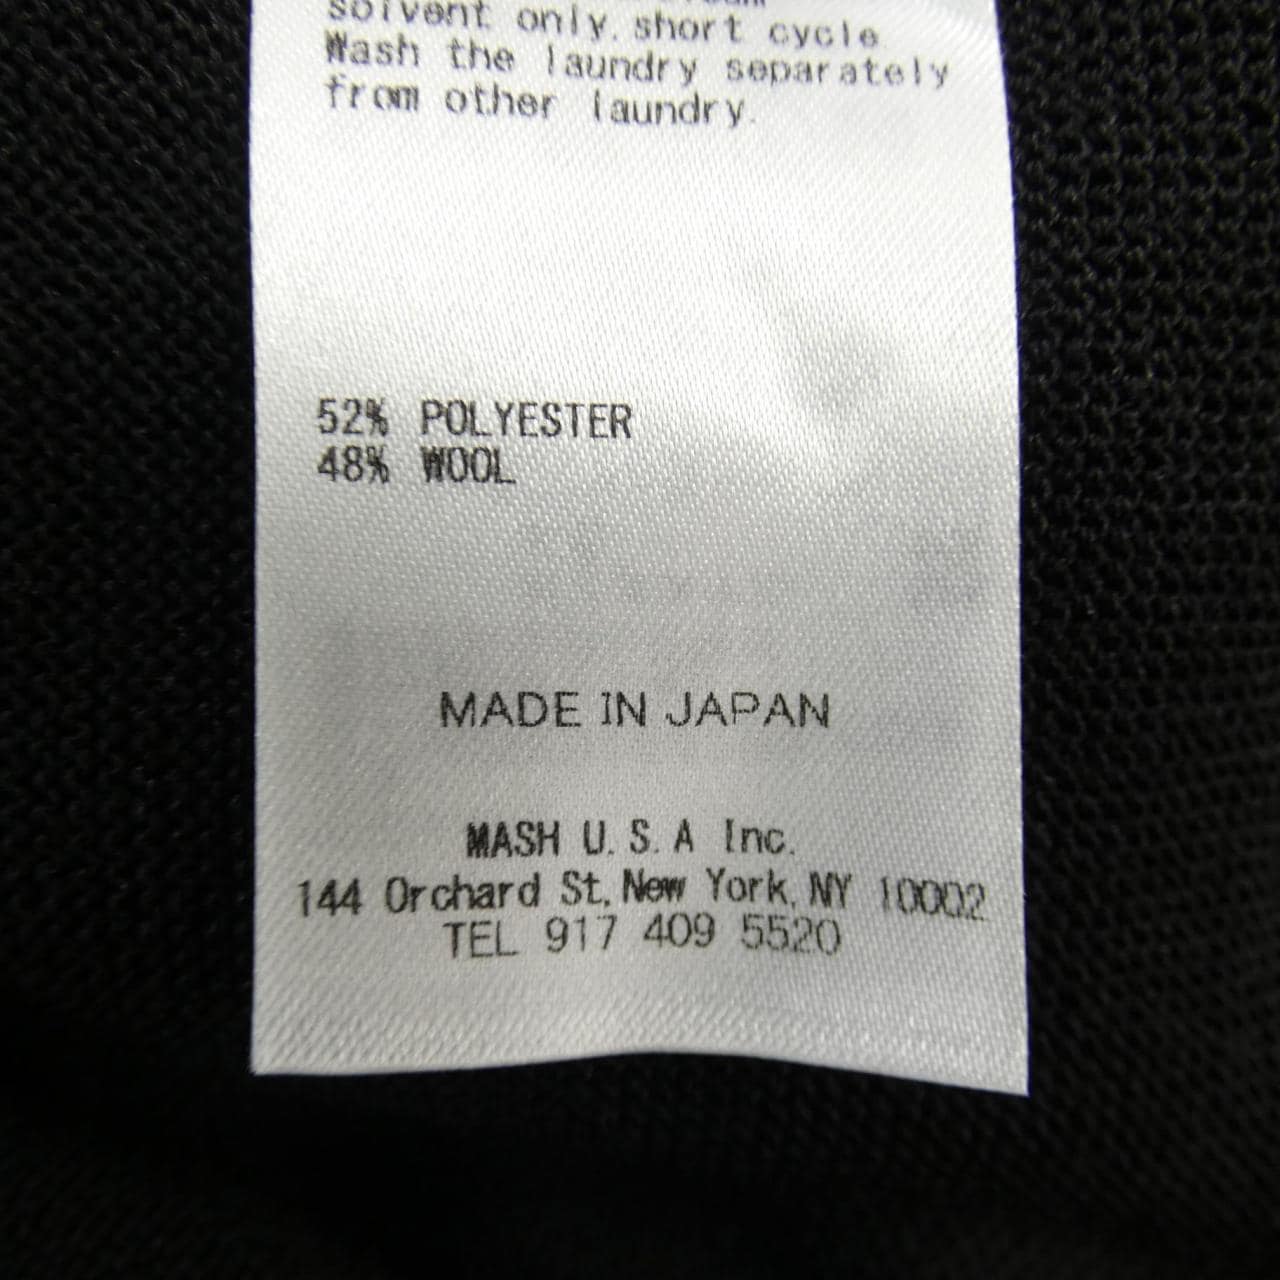 solvent only, short cycle.
Wash the laundry separately
from other laundry.
52% POLYESTER
48% WOOL
MADE IN JAPAN
MASH U.S.A Inc.
144 Orchard St, New York, NY 10002
TEL 917 409 5520